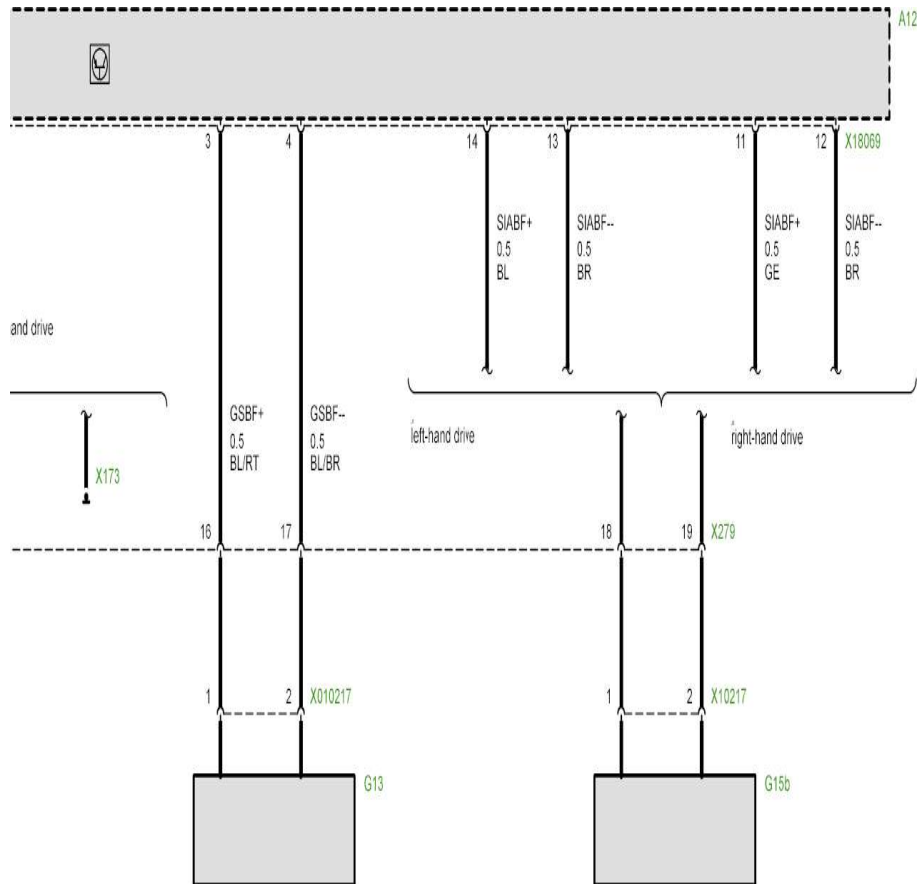 A12
3
4
14
13
11
12
X18069
SIABF+
0.5
BL
SIABF--
0.5
BR
SIABF+
0.5
GE
SIABF--
0.5
BR
and drive
GSBF+
0.5
BL/RT
GSBF--
0.5
BL/BR
left-hand drive
right-hand drive
X173
16
17
18
19
X279
1
2
X010217
1
2
X10217
G13
G15b